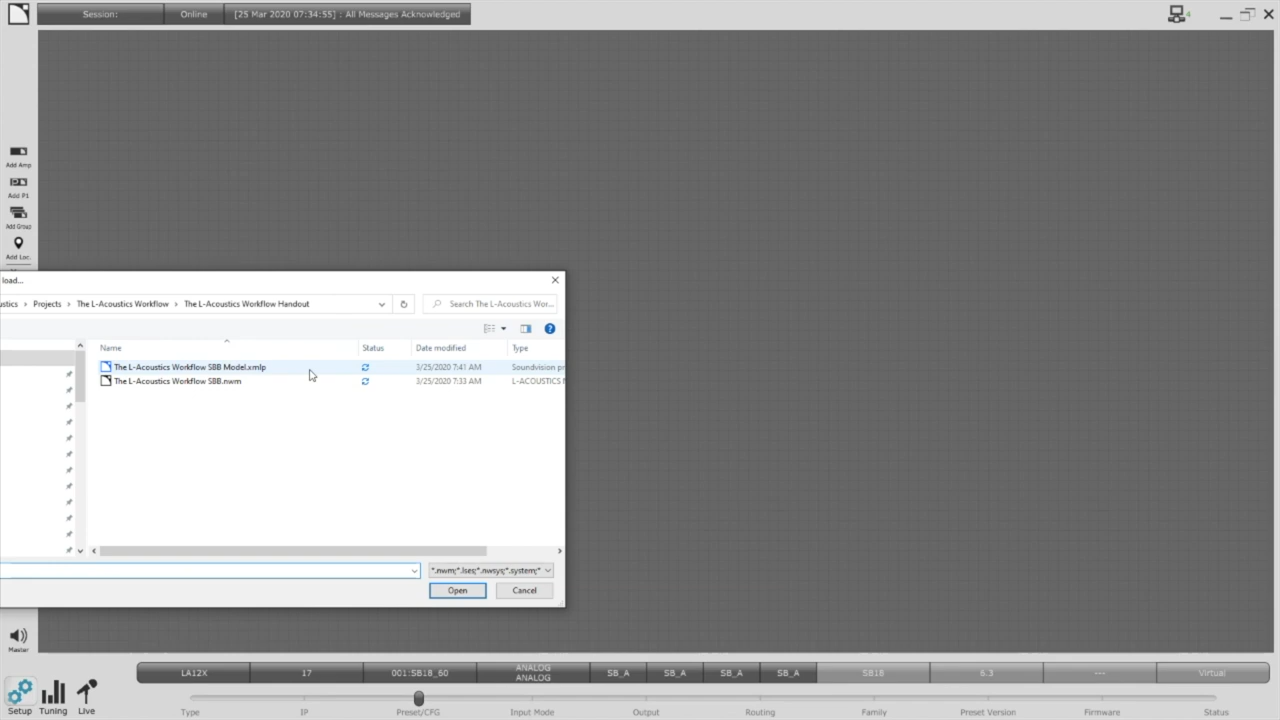 Session:
Online
[25 Mar 2020 07:34:55] : All Messages Acknowledged
4
Add Amp
Add P1
Add Group
Add Loc.
load...
ustics > Projects > The L-Acoustics Workflow > The L-Acoustics Workflow Handout
Search The L-Acoustics Wor...
Name Status Date modified Type
The L-Acoustics Workflow SBB Model.xmlp 3/25/2020 7:41 AM Soundvision pr
The L-Acoustics Workflow SBB.nwm 3/25/2020 7:33 AM L-ACOUSTICS
*.nwm;*.lses;*.nwsys;*.system;*
Open Cancel
Master
LA12X 17 001:SB18_60 ANALOG SB_A SB_A SB_A SB_A SB18 6.3 --- Virtual
ANALOG
Setup Tuning Live
Type IP Preset/CFG Input Mode Output Routing Family Preset Version Firmware Status